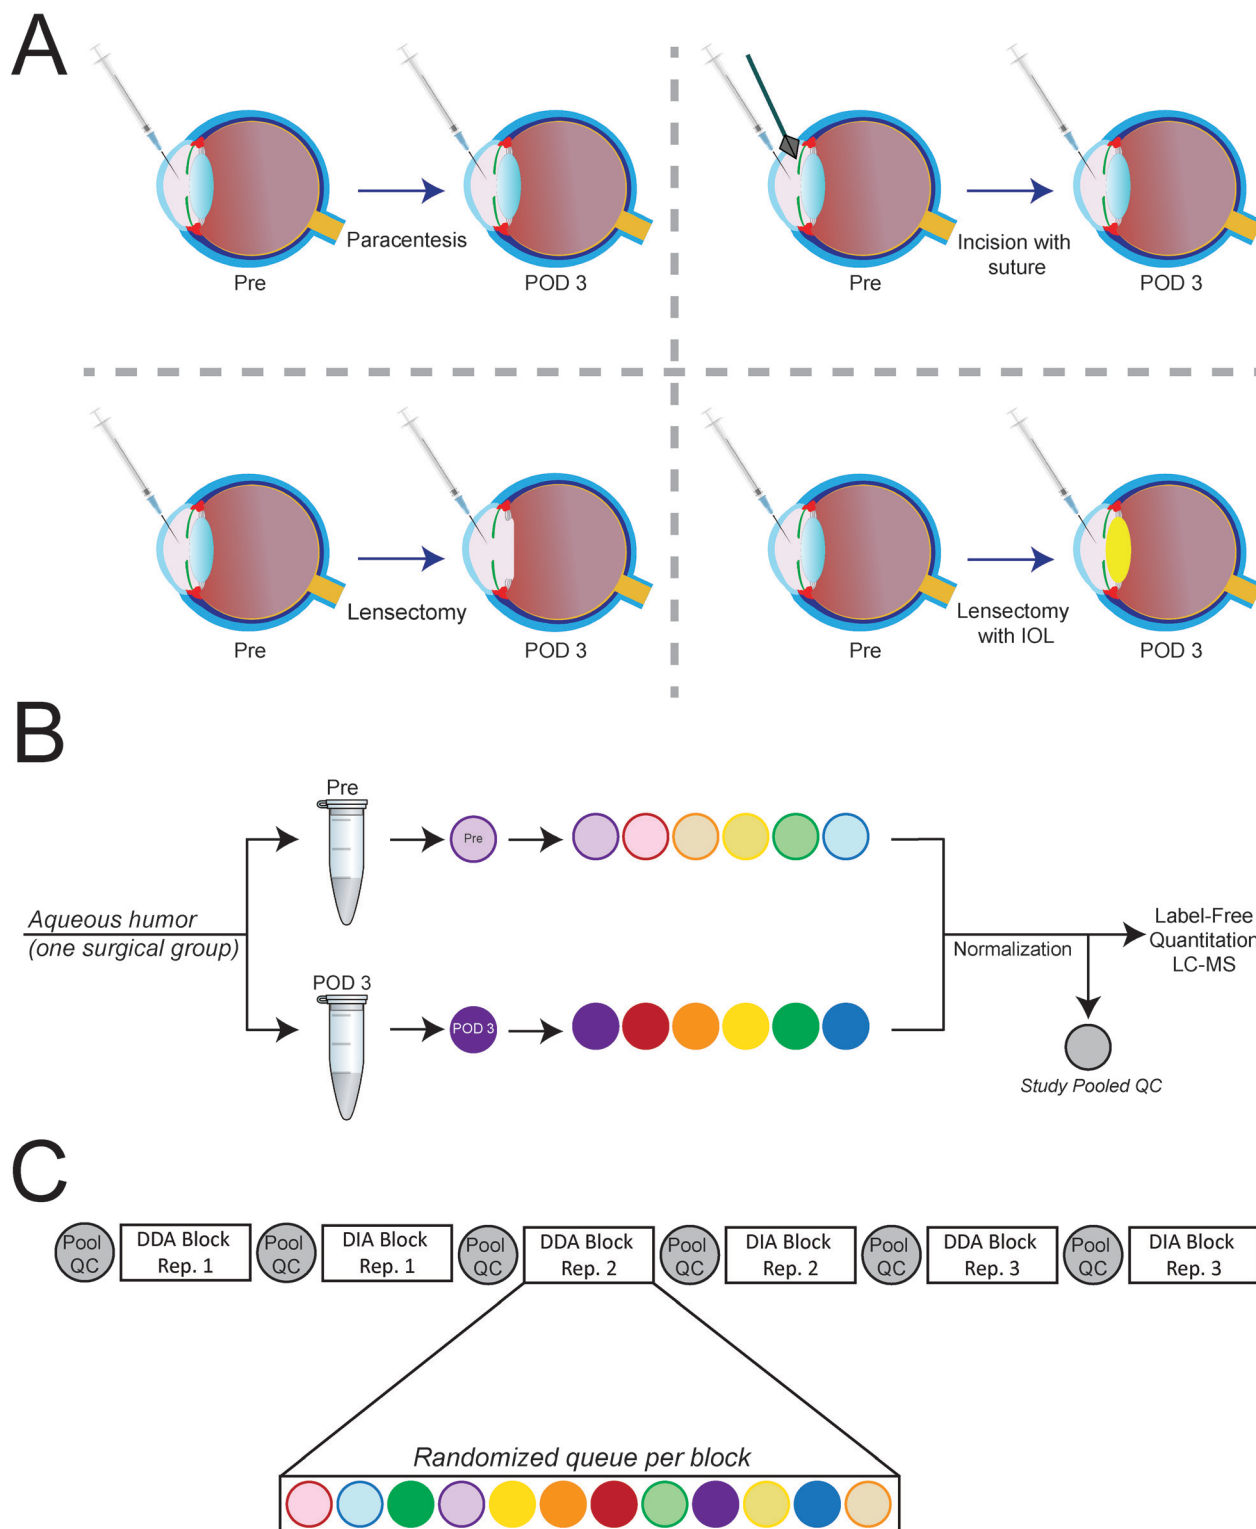 A
Paracentesis
Pre
POD 3
Incision with
suture
Pre
POD 3
Lensectomy
Pre
POD 3
Lensectomy
with IOL
Pre
POD 3
B
Pre
Pre
Aqueous humor
(one surgical group)
POD 3
POD 3
Normalization
Label-Free
Quantitation
LC-MS
Study Pooled QC
C
Pool
QC
DDA Block
Rep. 1
Pool
QC
DIA Block
Rep. 1
Pool
QC
DDA Block
Rep. 2
Pool
QC
DIA Block
Rep. 2
Pool
QC
DDA Block
Rep. 3
Pool
QC
DIA Block
Rep. 3
Randomized queue per block